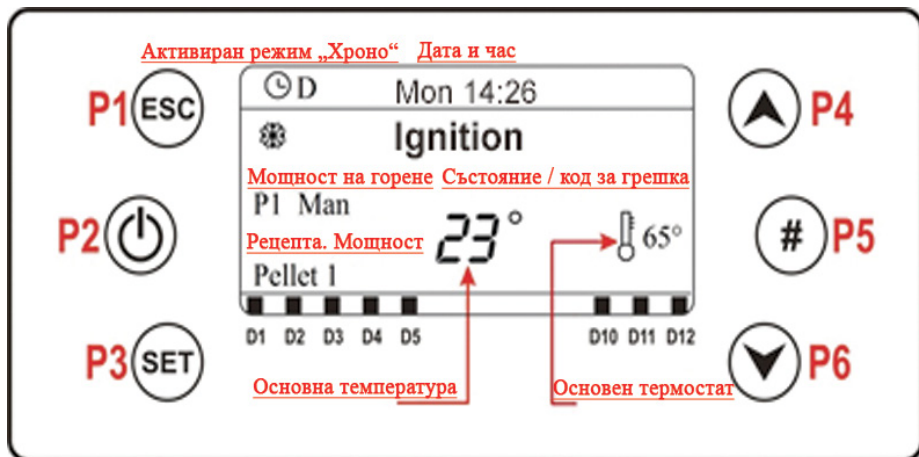 Активиран режим „Хроно“ Дата и час
P1 ESC D Mon 14:26 P4
Ignition
Мощност на горене Състояние / код за грешка
P1 Man
P2 23° 65° # P5
Рецепта. Мощност
Pellet 1
D1 D2 D3 D4 D5 D10 D11 D12
P3 SET P6
Основна температура Основен термостат